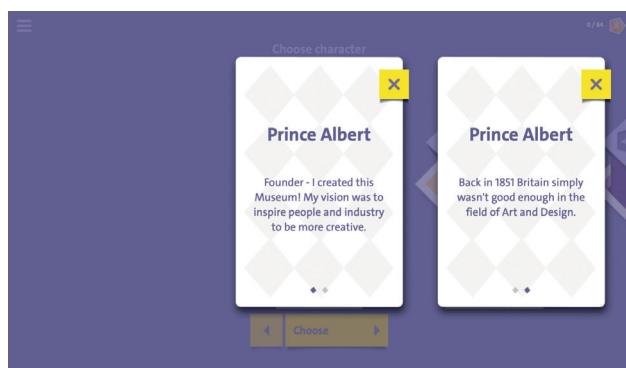 0 / 64
Choose character
Prince Albert
Founder - I created this
Museum! My vision was to
inspire people and industry
to be more creative.
Prince Albert
Back in 1851 Britain simply
wasn't good enough in the
field of Art and Design.
Choose